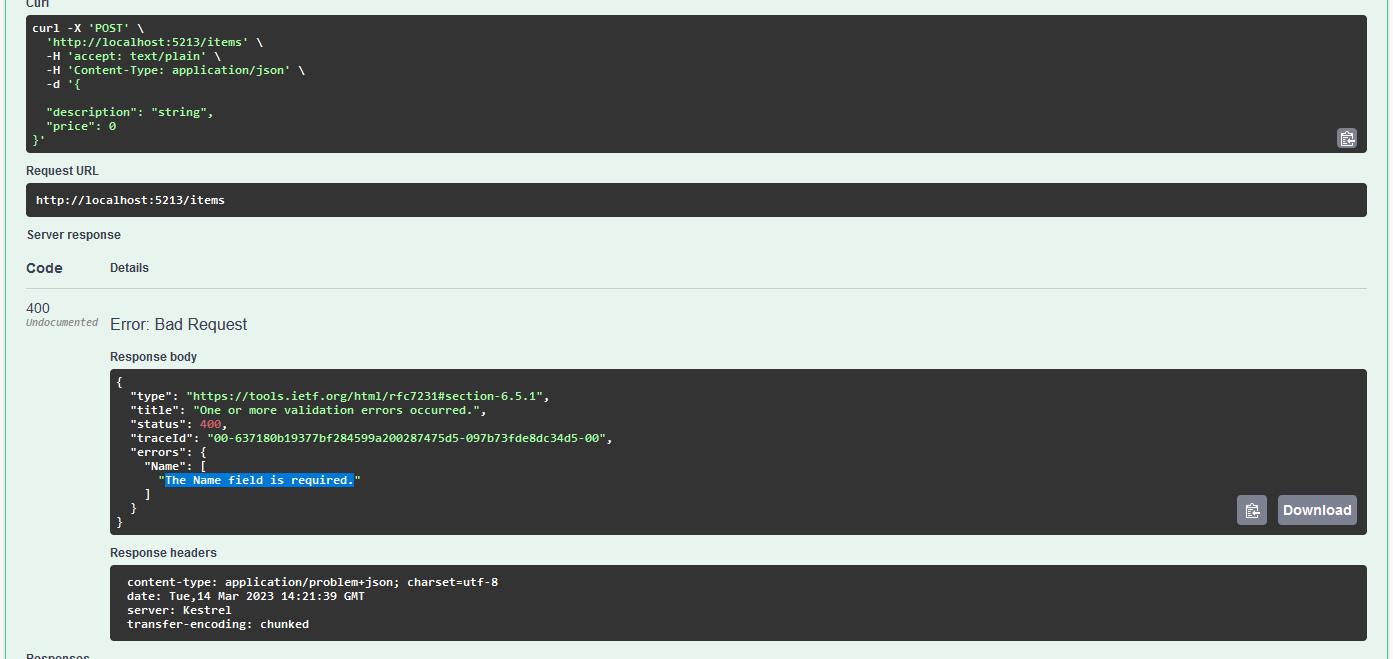 Curl
curl -X 'POST' \
'http://localhost:5213/items' \
-H 'accept: text/plain' \
-H 'Content-Type: application/json' \
-d '{
"description": "string",
"price": 0
}'
Request URL
http://localhost:5213/items
Server response
Code Details
400
Undocumented
Error: Bad Request
Response body
{
"type": "https://tools.ietf.org/html/rfc7231#section-6.5.1",
"title": "One or more validation errors occurred.",
"status": 400,
"traceId": "00-637180b19377bf284599a200287475d5-097b73fde8dc34d5-00",
"errors": {
"Name": [
"The Name field is required."
]
}
}
Download
Response headers
content-type: application/problem+json; charset=utf-8
date: Tue,14 Mar 2023 14:21:39 GMT
server: Kestrel
transfer-encoding: chunked
Responses